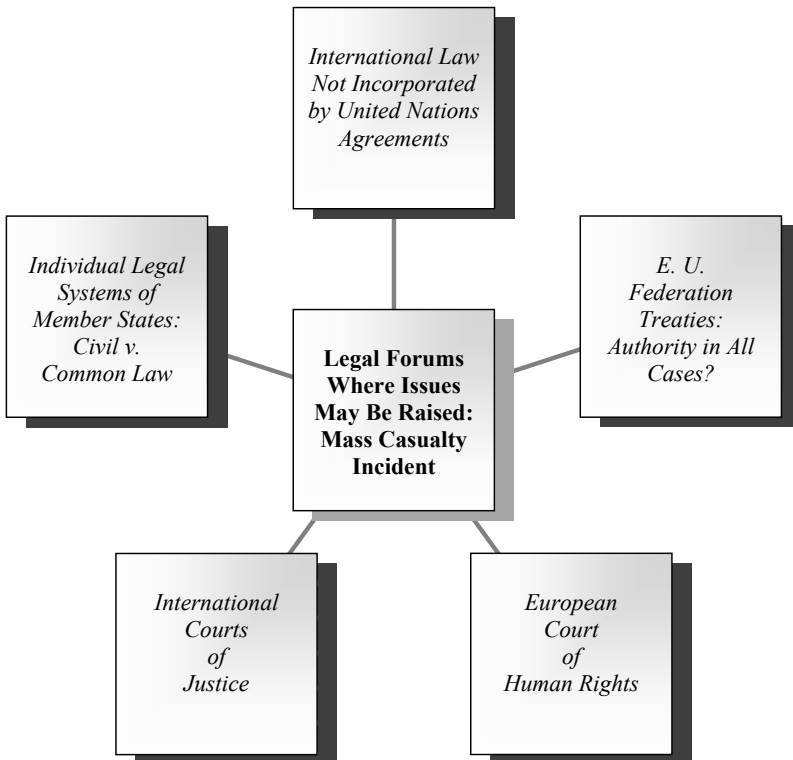 International Law
Not Incorporated
by United Nations
Agreements
Individual Legal
Systems of
Member States:
Civil v.
Common Law
E. U.
Federation
Treaties:
Authority in All
Cases?
Legal Forums
Where Issues
May Be Raised:
Mass Casualty
Incident
International
Courts
of
Justice
European
Court
of
Human Rights